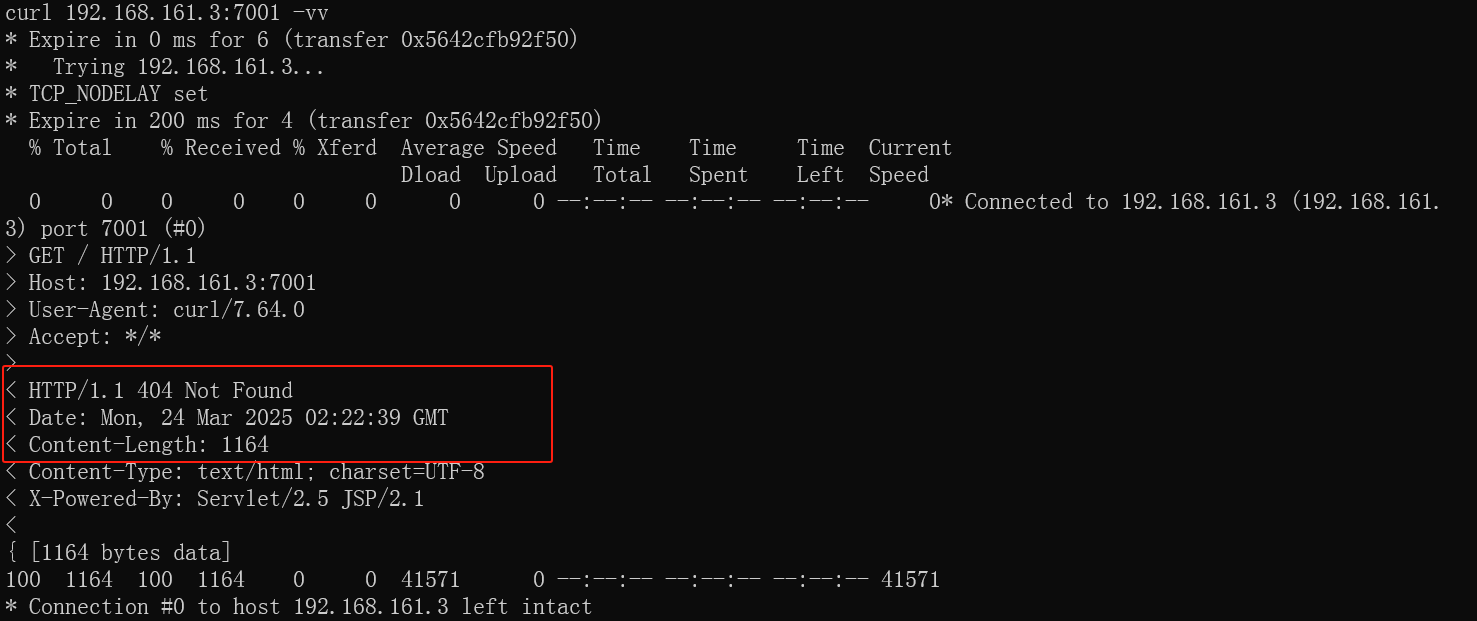 curl 192.168.161.3:7001 -vv
* Expire in 0 ms for 6 (transfer 0x5642cfb92f50)
*   Trying 192.168.161.3...
* TCP_NODELAY set
* Expire in 200 ms for 4 (transfer 0x5642cfb92f50)
  % Total    % Received % Xferd  Average Speed   Time    Time     Time  Current
                                 Dload  Upload   Total   Spent    Left  Speed
  0     0    0     0    0     0      0      0 --:--:-- --:--:-- --:--:--     0* Connected to 192.168.161.
3) port 7001 (#0)
> GET / HTTP/1.1
> Host: 192.168.161.3:7001
> User-Agent: curl/7.64.0
> Accept: */*
>
< HTTP/1.1 404 Not Found
< Date: Mon, 24 Mar 2025 02:22:39 GMT
< Content-Length: 1164
< Content-Type: text/html; charset=UTF-8
< X-Powered-By: Servlet/2.5 JSP/2.1
<
{ [1164 bytes data]
100  1164  100  1164    0     0  41571      0 --:--:-- --:--:-- --:--:-- 41571
* Connection #0 to host 192.168.161.3 left intact